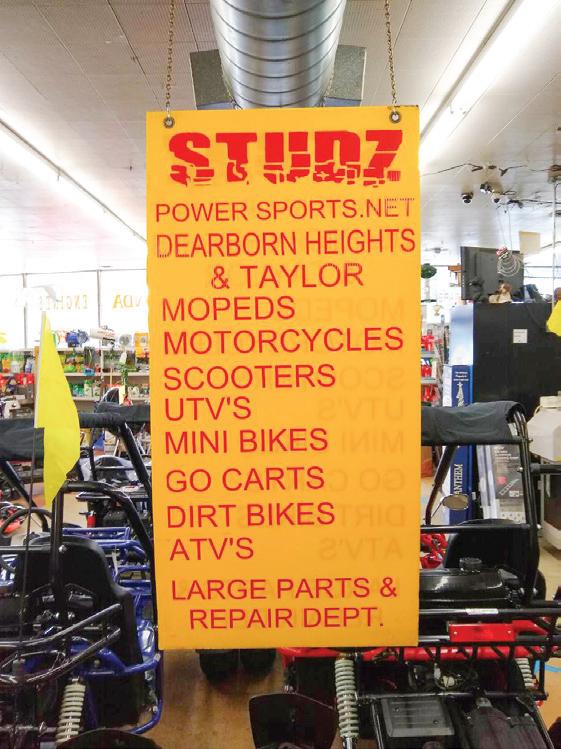 STUDZ
POWER SPORTS.NET
DEARBORN HEIGHTS
& TAYLOR
MOPEDS
MOTORCYCLES
SCOOTERS
UTV'S
MINI BIKES
GO CARTS
DIRT BIKES
ATV'S
LARGE PARTS &
REPAIR DEPT.
ANTHEM